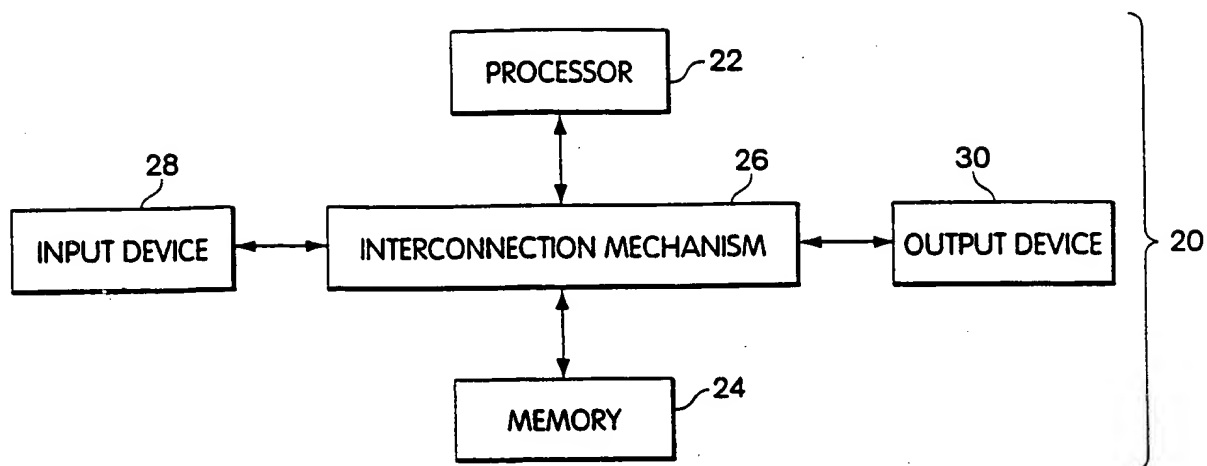 PROCESSOR
22
28
INPUT DEVICE
26
INTERCONNECTION MECHANISM
30
OUTPUT DEVICE
20
MEMORY
24